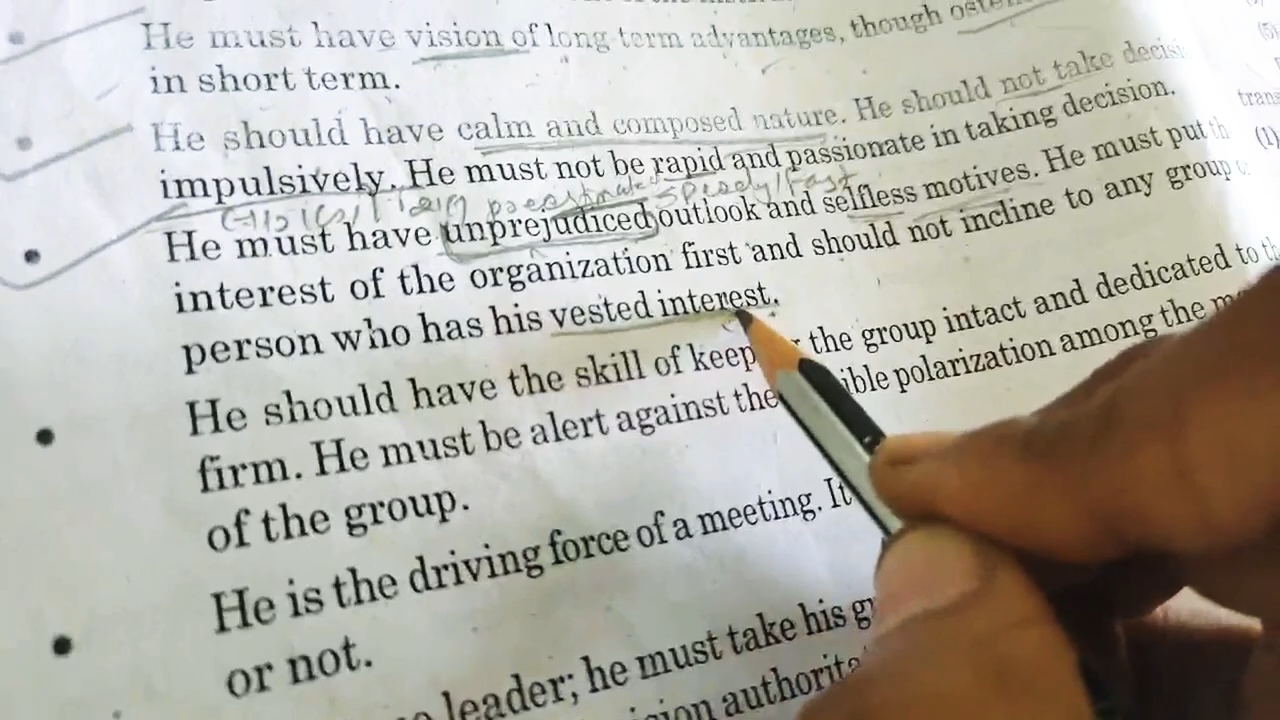 He must have vision of long term advantages, though
in short term.
He should have calm and composed nature. He should not take
impulsively. He must not be rapid and passionate in taking decision.
speedy/fast
He must have unprejudiced outlook and selfless motives. He must put
interest of the organization first and should not incline to any group
person who has his vested interest.
He should have the skill of the group intact and dedicated to
firm. He must be alert against the polarization among the
of the group.
He is the driving force of a meeting. It
or not.
leader; he must take his
trans
(1)
(5)